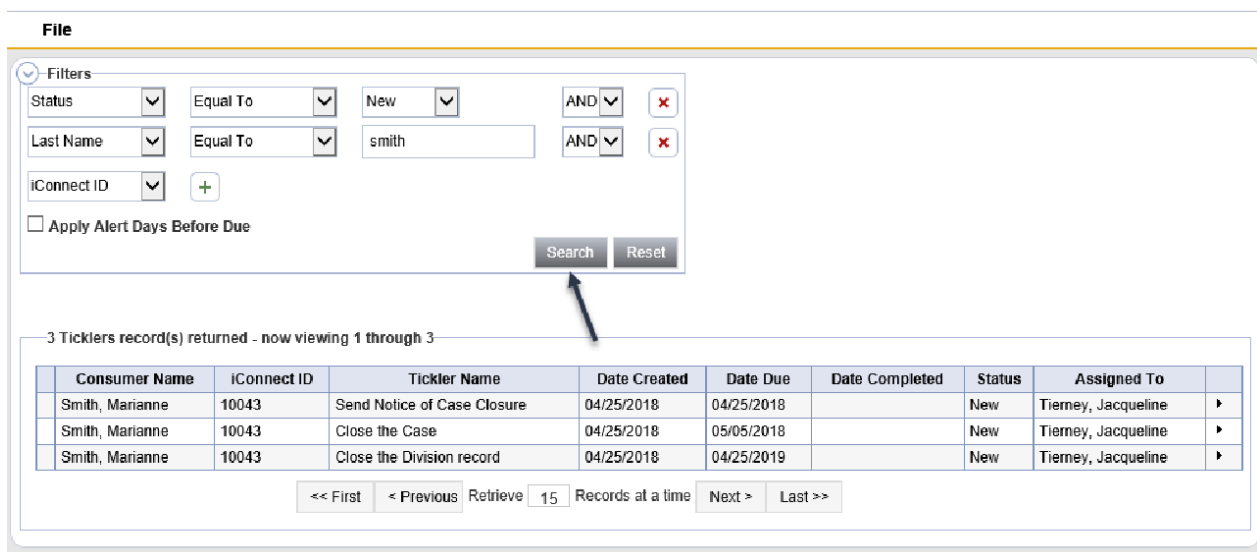 File
Filters
Status Equal To New AND
Last Name Equal To smith AND
iConnect ID
Apply Alert Days Before Due
Search Reset
3 Ticklers record(s) returned - now viewing 1 through 3
Consumer Name iConnect ID Tickler Name Date Created Date Due Date Completed Status Assigned To
Smith, Marianne 10043 Send Notice of Case Closure 04/25/2018 04/25/2018 New Tierney, Jacqueline
Smith, Marianne 10043 Close the Case 04/25/2018 05/05/2018 New Tierney, Jacqueline
Smith, Marianne 10043 Close the Division record 04/25/2018 04/25/2019 New Tierney, Jacqueline
<< First < Previous Retrieve 15 Records at a time Next > Last >>